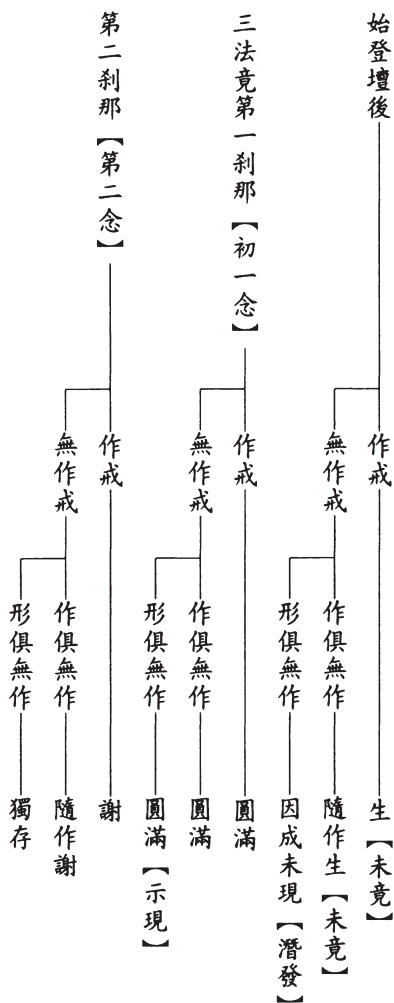 始登壇後
作戒
生【未竟】
無作戒
作俱無作
隨作生【未竟】
形俱無作
因成未現【潛發】
三法竟第一剎那【初一念】
作戒
圓滿
無作戒
作俱無作
圓滿
形俱無作
圓滿【示現】
第二剎那【第二念】
作戒
謝
無作戒
作俱無作
隨作謝
形俱無作
獨存